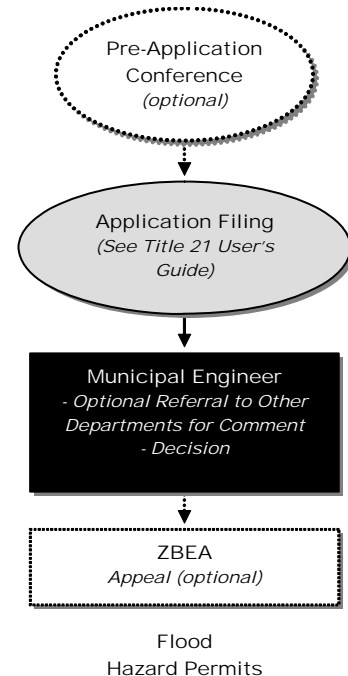 Pre-Application
Conference
(optional)
Application Filing
(See Title 21 User's
Guide)
Municipal Engineer
- Optional Referral to Other
Departments for Comment
- Decision
ZBEA
Appeal (optional)
Flood
Hazard Permits